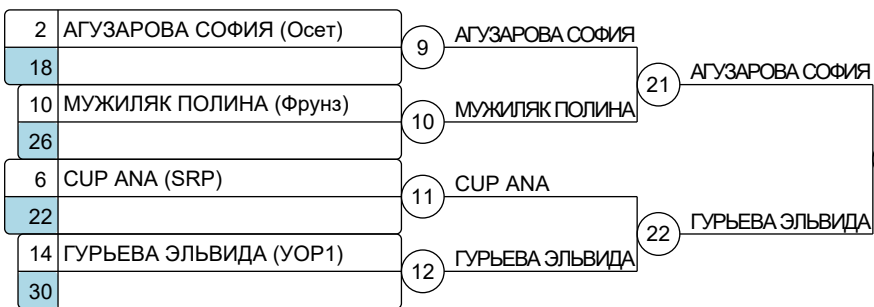 2 АГУЗАРОВА СОФИЯ (Осет)
18
9 АГУЗАРОВА СОФИЯ
10 МУЖИЛЯК ПОЛИНА (Фрунз)
26
10 МУЖИЛЯК ПОЛИНА
21 АГУЗАРОВА СОФИЯ
6 CUP ANA (SRP)
22
11 CUP ANA
14 ГУРЬЕВА ЭЛЬВИДА (УОР1)
30
12 ГУРЬЕВА ЭЛЬВИДА
22 ГУРЬЕВА ЭЛЬВИДА